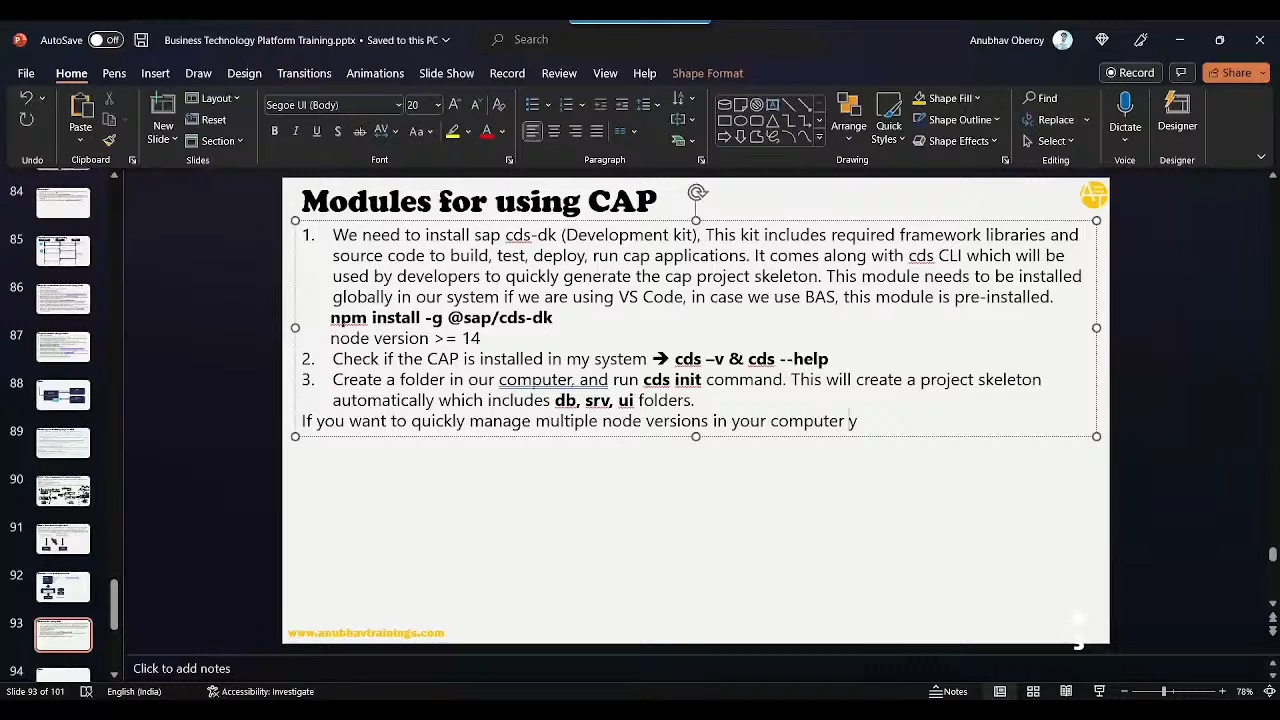 AutoSave Off Business Technology Platform Training.pptx • Saved to this PC Search Anubhav Oberoy
File Home Pens Insert Draw Design Transitions Animations Slide Show Record Review View Help Shape Format Record Share
Paste New Slide Layout Reset Section Segoe UI (Body) 20 Arrange Quick Styles Shape Fill Shape Outline Shape Effects Find Replace Select Dictate Designer
Undo Clipboard Slides Font Paragraph Drawing Editing Voice Designer
84
85
86
87
88
89
90
91
92
93
94
Modules for using CAP
1. We need to install sap cds-dk (Development kit), This kit includes required framework libraries and
source code to build, test, deploy, run cap applications. It comes along with cds CLI which will be
used by developers to quickly generate the cap project skeleton. This module needs to be installed
globally in our system if we are using VS Code, in case we use BAS, this module is pre-installed.
npm install -g @sap/cds-dk
Node version
2. Check if the CAP is installed in my system → cds –v & cds --help
3. Create a folder in our computer, and run cds init command. This will create a project skeleton
automatically which includes db, srv, ui folders.
If you want to quickly manage multiple node versions in your computer y
www.anubhavtrainings.com
Click to add notes
Slide 93 of 101 English (India) Accessibility: Investigate Notes 78%